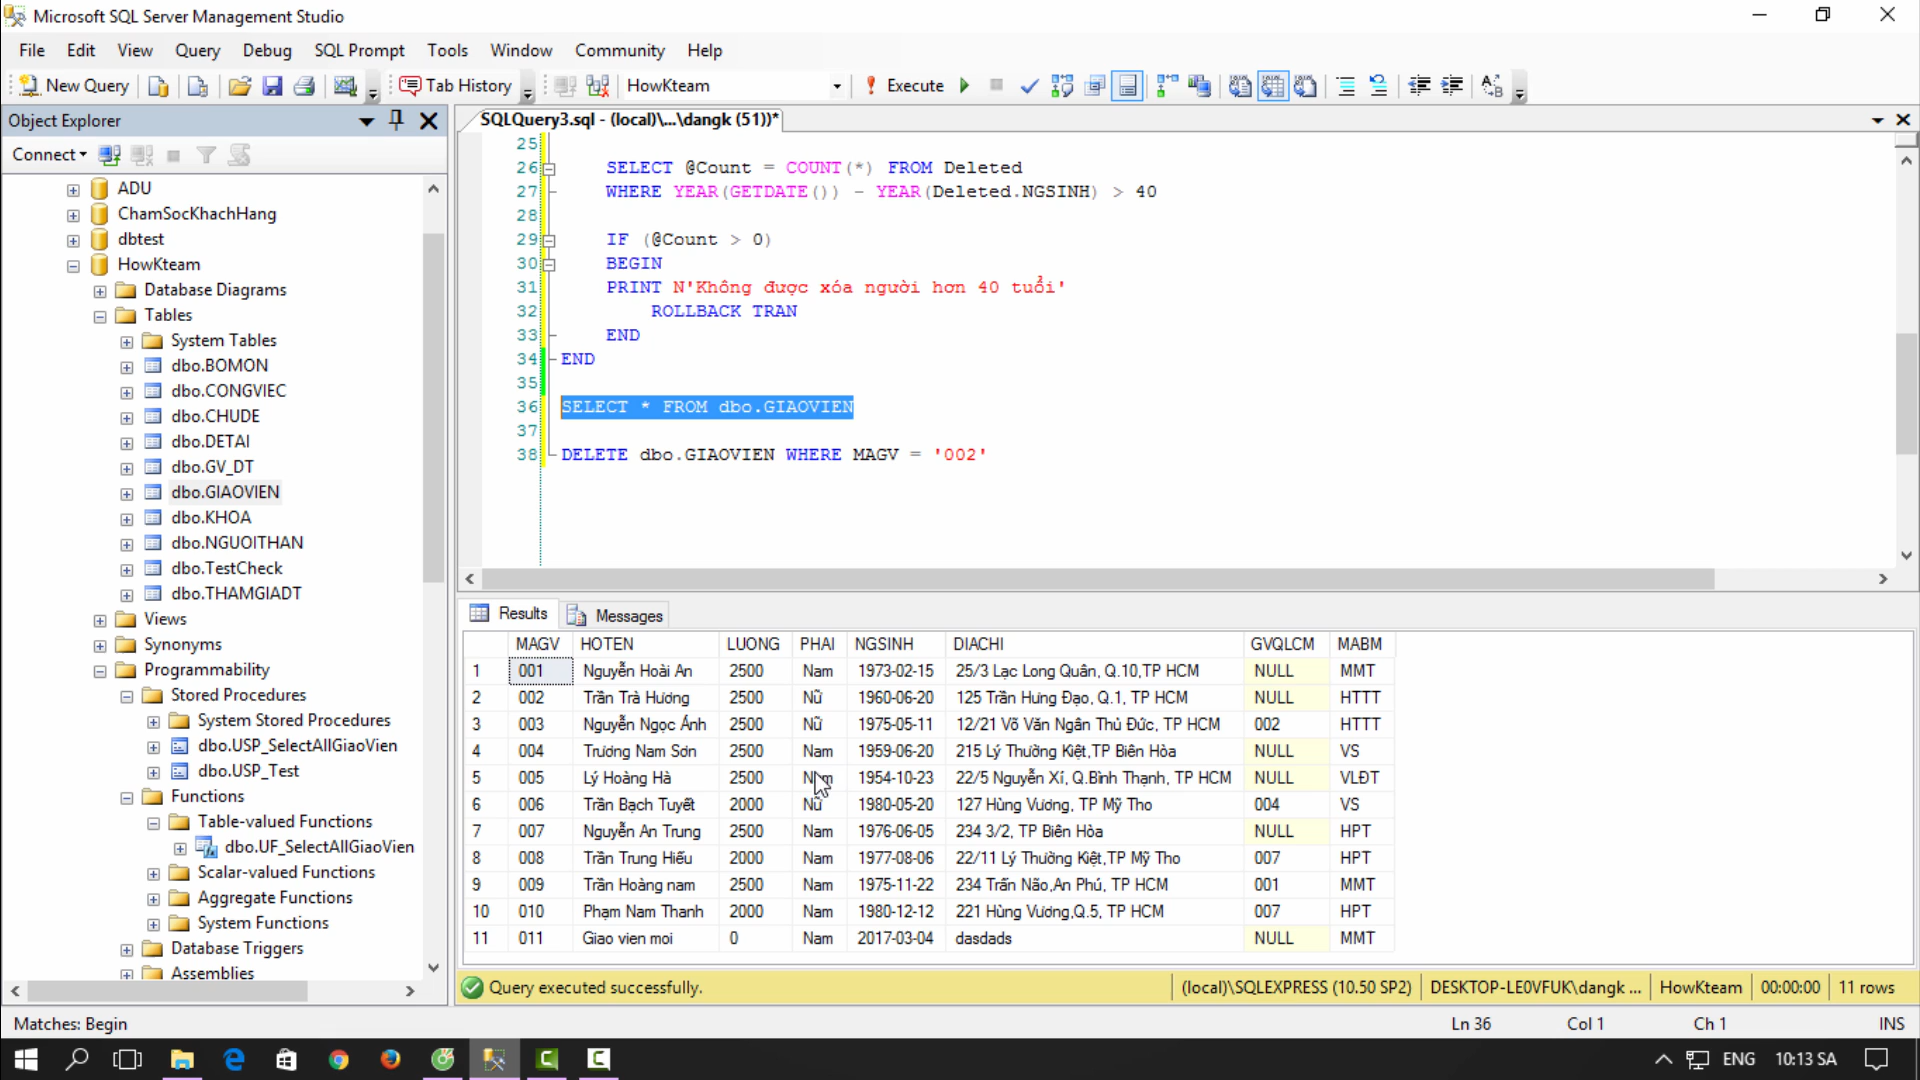 Microsoft SQL Server Management Studio
File Edit View Query Debug SQL Prompt Tools Window Community Help
New Query Tab History HowKteam Execute
Object Explorer
Connect
ADU
ChamSocKhachHang
dbtest
HowKteam
Database Diagrams
Tables
System Tables
dbo.BOMON
dbo.CONGVIEC
dbo.CHUDE
dbo.DETAI
dbo.GV_DT
dbo.GIAOVIEN
dbo.KHOA
dbo.NGUOITHAN
dbo.TestCheck
dbo.THAMGIADT
Views
Synonyms
Programmability
Stored Procedures
System Stored Procedures
dbo.USP_SelectAllGiaoVien
dbo.USP_Test
Functions
Table-valued Functions
dbo.UF_SelectAllGiaoVien
Scalar-valued Functions
Aggregate Functions
System Functions
Database Triggers
Assemblies
SQLQuery3.sql - (local)\...\dangk (51))*
25
26 SELECT @Count = COUNT(*) FROM Deleted
27 WHERE YEAR(GETDATE()) - YEAR(Deleted.NGSINH) > 40
28
29 IF (@Count > 0)
30 BEGIN
31 PRINT N'Không được xóa người hơn 40 tuổi'
32 ROLLBACK TRAN
33 END
34 END
35
36 SELECT * FROM dbo.GIAOVIEN
37
38 DELETE dbo.GIAOVIEN WHERE MAGV = '002'
Results Messages
MAGV HOTEN LUONG PHAI NGSINH DIACHI GVQLCM MABM
1 001 Nguyễn Hoài An 2500 Nam 1973-02-15 25/3 Lạc Long Quân, Q.10,TP HCM NULL MMT
2 002 Trần Trà Hương 2500 Nữ 1960-06-20 125 Trần Hưng Đạo, Q.1, TP HCM NULL HTTT
3 003 Nguyễn Ngọc Ánh 2500 Nữ 1975-05-11 12/21 Võ Văn Ngân Thủ Đức, TP HCM 002 HTTT
4 004 Trương Nam Sơn 2500 Nam 1959-06-20 215 Lý Thường Kiệt,TP Biên Hòa NULL VS
5 005 Lý Hoàng Hà 2500 Nam 1954-10-23 22/5 Nguyễn Xí, Q.Bình Thạnh, TP HCM NULL VLĐT
6 006 Trần Bạch Tuyết 2000 Nữ 1980-05-20 127 Hùng Vương, TP Mỹ Tho 004 VS
7 007 Nguyễn An Trung 2500 Nam 1976-06-05 234 3/2, TP Biên Hòa NULL HPT
8 008 Trần Trung Hiếu 2000 Nam 1977-08-06 22/11 Lý Thường Kiệt,TP Mỹ Tho 007 HPT
9 009 Trần Hoàng nam 2500 Nam 1975-11-22 234 Trấn Não,An Phú, TP HCM 001 MMT
10 010 Phạm Nam Thanh 2000 Nam 1980-12-12 221 Hùng Vương,Q.5, TP HCM 007 HPT
11 011 Giao vien moi 0 Nam 2017-03-04 dasdads NULL MMT
Query executed successfully. (local)\SQLEXPRESS (10.50 SP2) DESKTOP-LE0VFUK\dangk ... HowKteam 00:00:00 11 rows
Matches: Begin Ln 36 Col 1 Ch 1 INS
ENG 10:13 SA